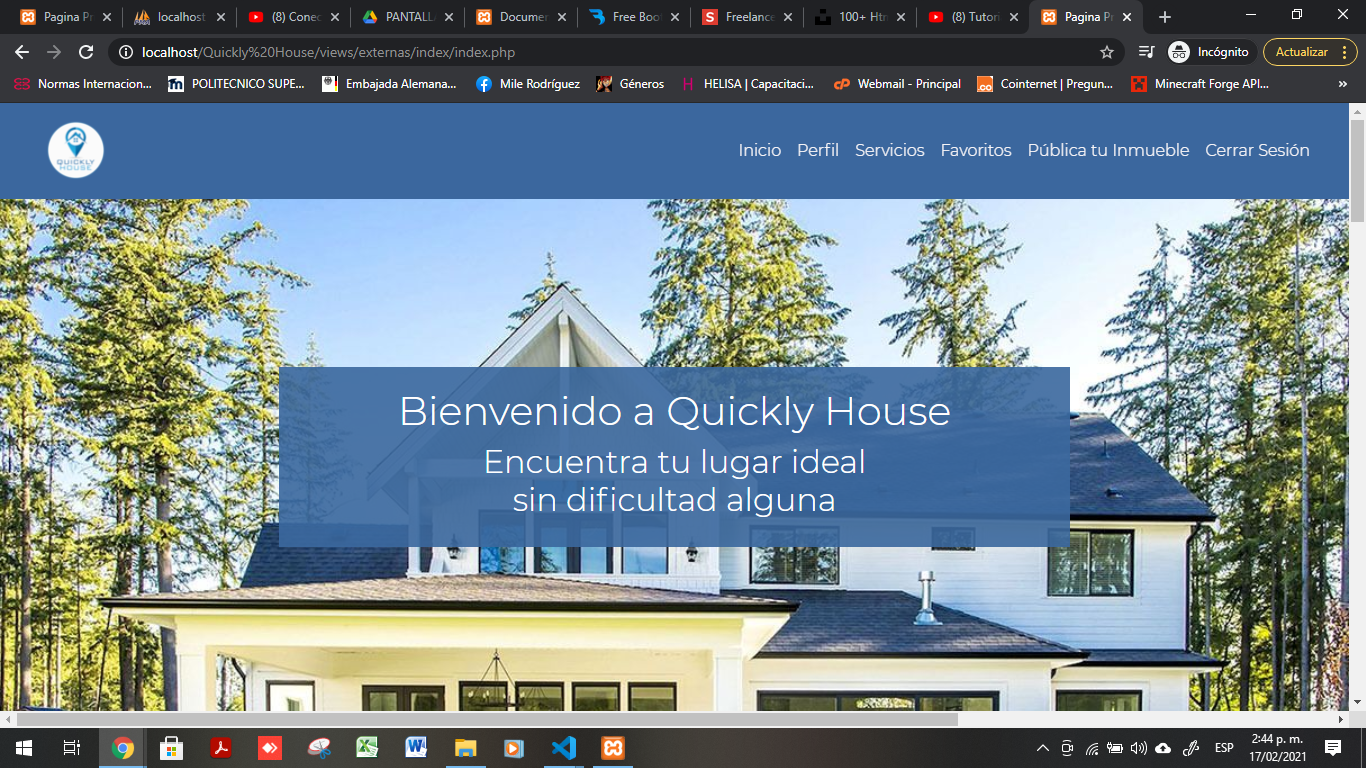 Pagina Pr
localhost
(8) Conec
PANTALL
Documen
Free Boo
Freelance
100+ Htm
(8) Tutori
Pagina Pr
localhost/Quickly%20House/views/externas/index/index.php
Incógnito
Actualizar
Normas Internacion...
POLITECNICO SUPE...
Embajada Alemana...
Mile Rodríguez
Géneros
HELISA | Capacitaci...
Webmail - Principal
Cointernet | Pregun...
Minecraft Forge API...
QUICKLY
HOUSE
Inicio
Perfil
Servicios
Favoritos
Pública tu Inmueble
Cerrar Sesión
Bienvenido a Quickly House
Encuentra tu lugar ideal
sin dificultad alguna
ESP
2:44 p. m.
17/02/2021